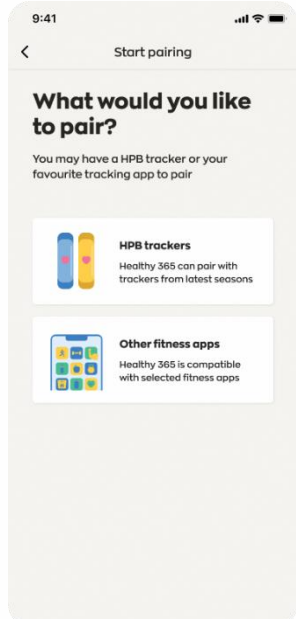 9:41
Start pairing
What would you like
to pair?
You may have a HPB tracker or your
favourite tracking app to pair
HPB trackers
Healthy 365 can pair with
trackers from latest seasons
Other fitness apps
Healthy 365 is compatible
with selected fitness apps